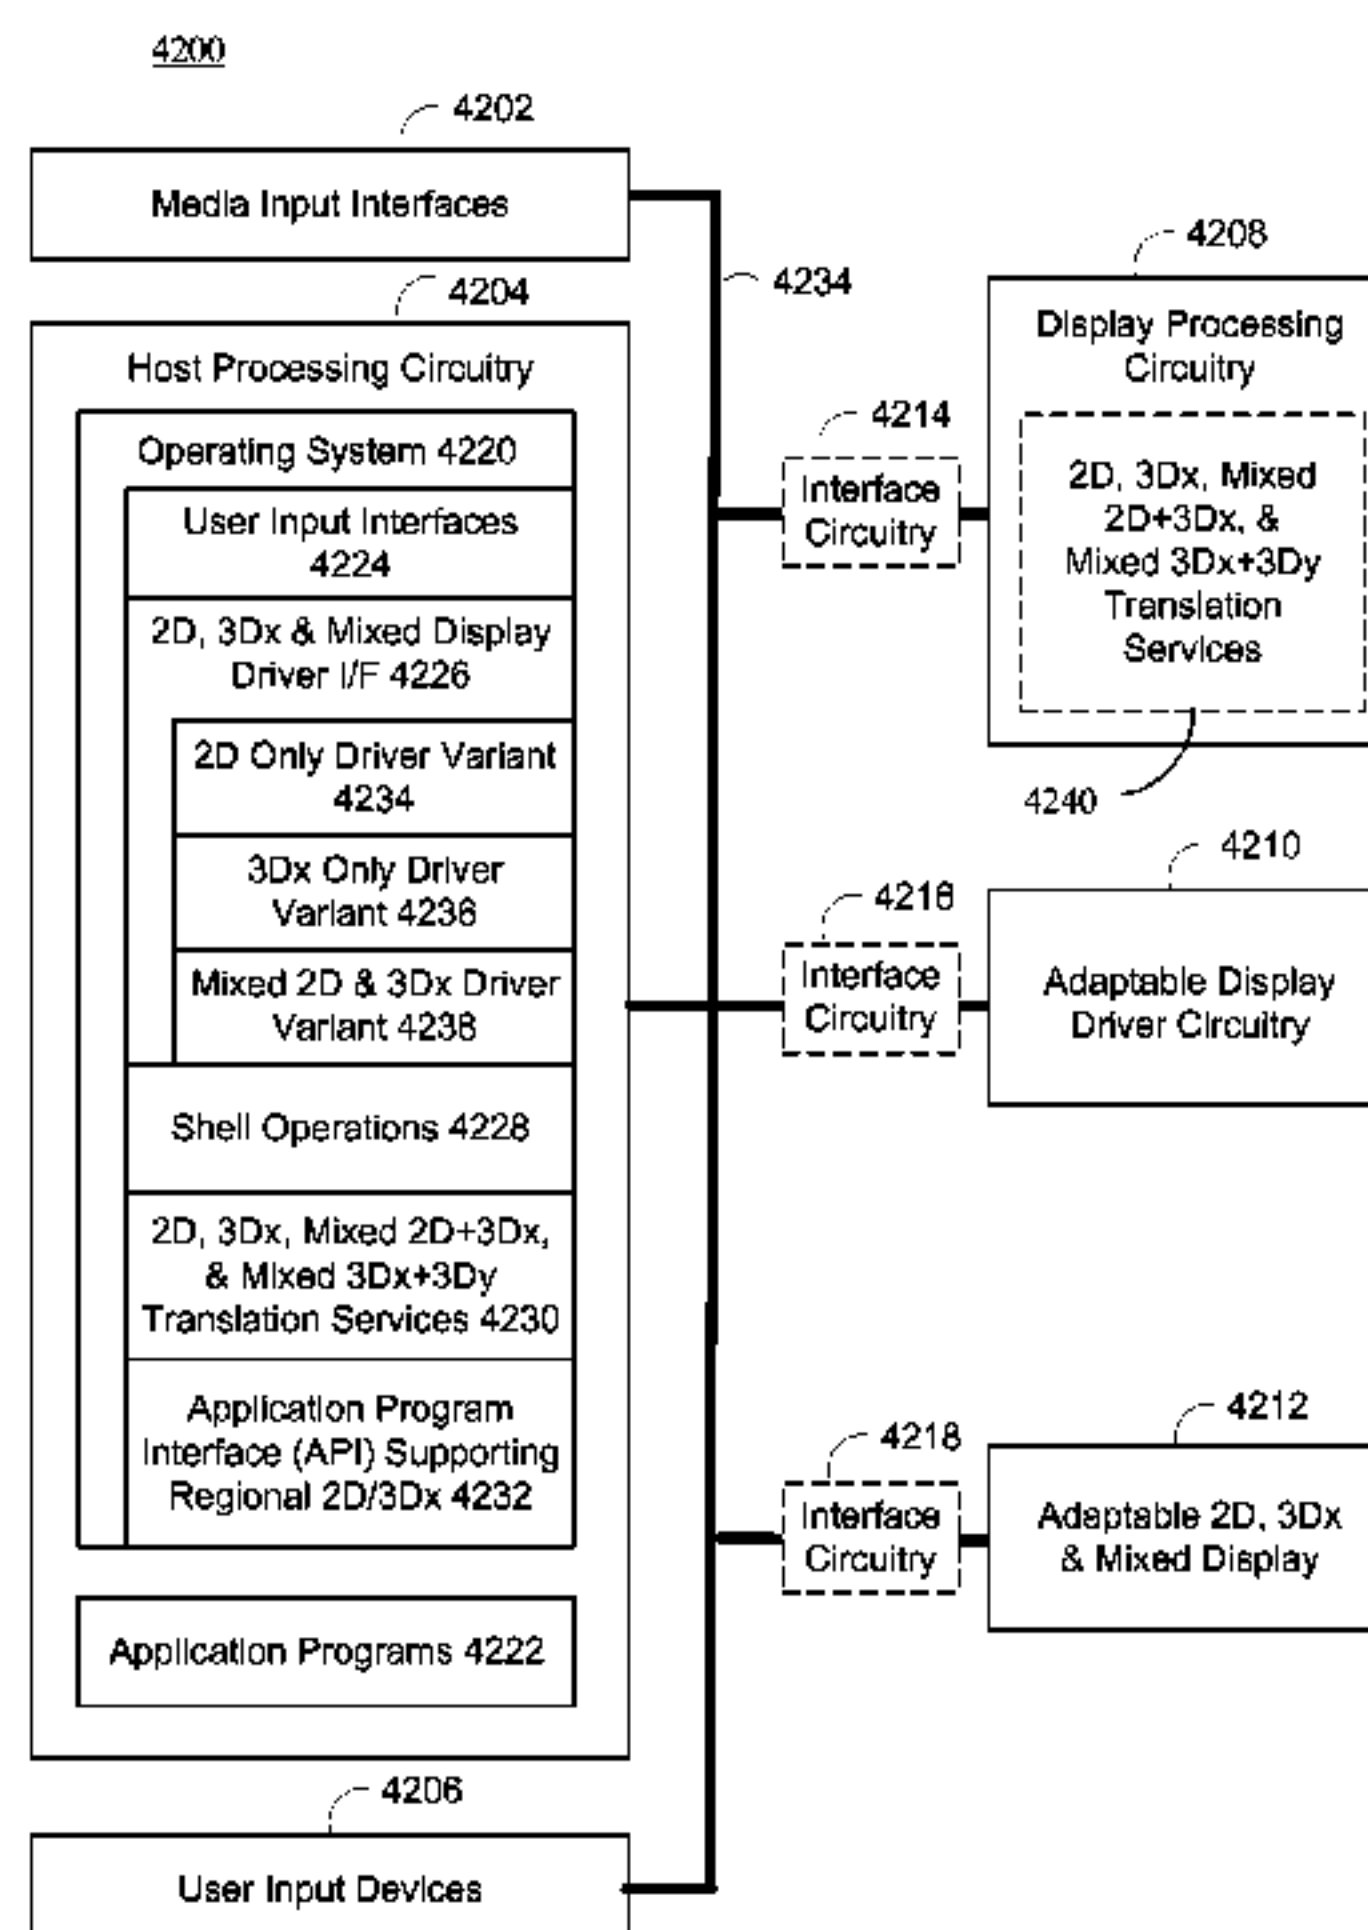 4200
4202
Media Input Interfaces
4204
Host Processing Circuitry
Operating System 4220
User Input Interfaces
4224
2D, 3Dx & Mixed Display
Driver I/F 4226
2D Only Driver Variant
4234
3Dx Only Driver
Variant 4236
Mixed 2D & 3Dx Driver
Variant 4238
Shell Operations 4228
2D, 3Dx, Mixed 2D+3Dx,
& Mixed 3Dx+3Dy
Translation Services 4230
Application Program
Interface (API) Supporting
Regional 2D/3Dx 4232
Application Programs 4222
4206
User Input Devices
4234
4214
Interface
Circuitry
4208
Display Processing
Circuitry
2D, 3Dx, Mixed
2D+3Dx, &
Mixed 3Dx+3Dy
Translation
Services
4240
4216
Interface
Circuitry
4210
Adaptable Display
Driver Circuitry
4218
Interface
Circuitry
4212
Adaptable 2D, 3Dx
& Mixed Display